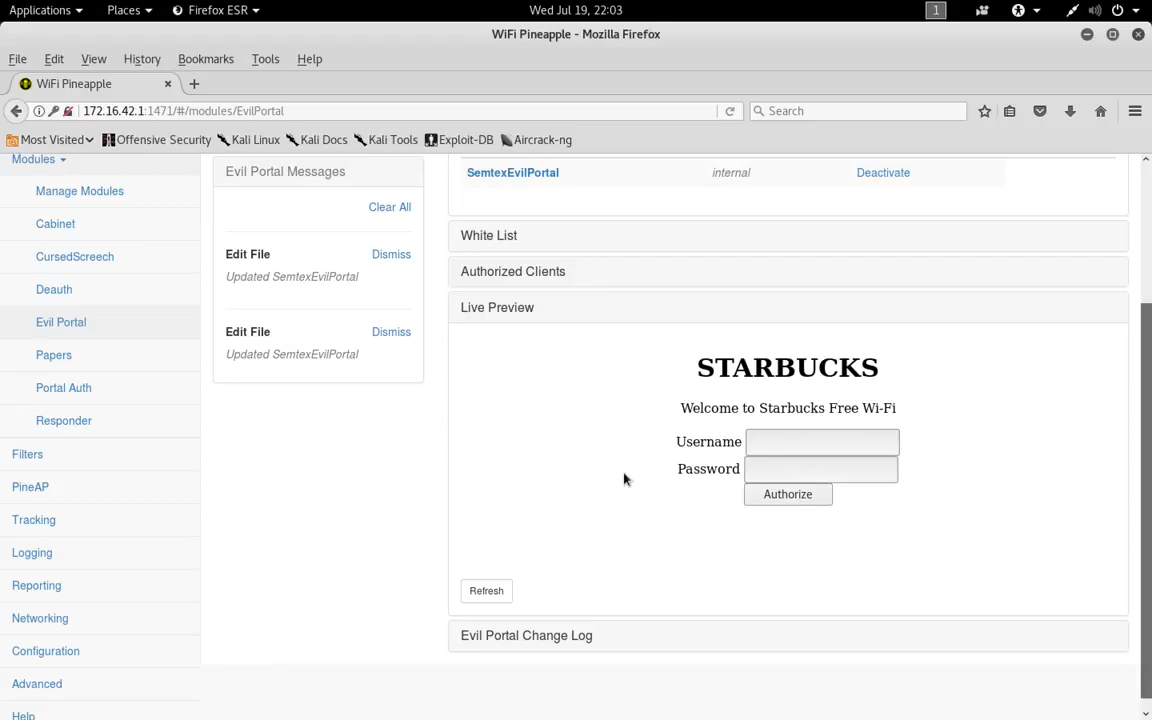 Applications Places Firefox ESR Wed Jul 19, 22:03 1
WiFi Pineapple - Mozilla Firefox
File Edit View History Bookmarks Tools Help
WiFi Pineapple
172.16.42.1:1471/#/modules/EvilPortal Search
Most Visited Offensive Security Kali Linux Kali Docs Kali Tools Exploit-DB Aircrack-ng
Modules
Manage Modules
Cabinet
CursedScreech
Deauth
Evil Portal
Papers
Portal Auth
Responder
Filters
PineAP
Tracking
Logging
Reporting
Networking
Configuration
Advanced
Help
Evil Portal Messages
Clear All
Edit File Dismiss
Updated SemtexEvilPortal
Edit File Dismiss
Updated SemtexEvilPortal
SemtexEvilPortal internal Deactivate
White List
Authorized Clients
Live Preview
STARBUCKS
Welcome to Starbucks Free Wi-Fi
Username
Password
Authorize
Refresh
Evil Portal Change Log